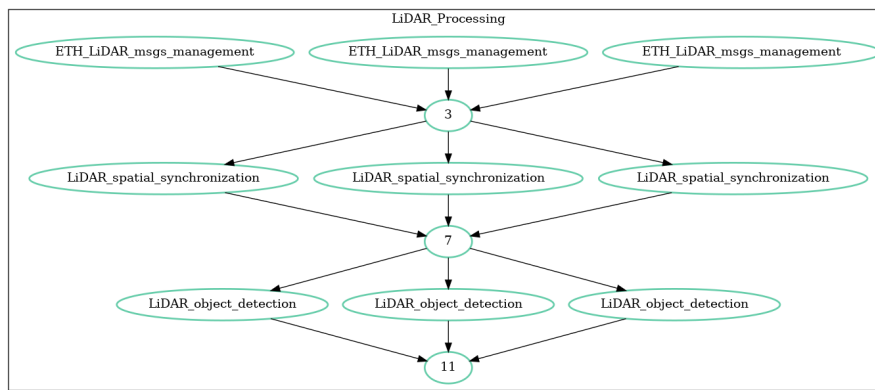 LiDAR_Processing
ETH_LiDAR_msgs_management
ETH_LiDAR_msgs_management
ETH_LiDAR_msgs_management
3
LiDAR_spatial_synchronization
LiDAR_spatial_synchronization
LiDAR_spatial_synchronization
7
LiDAR_object_detection
LiDAR_object_detection
LiDAR_object_detection
11